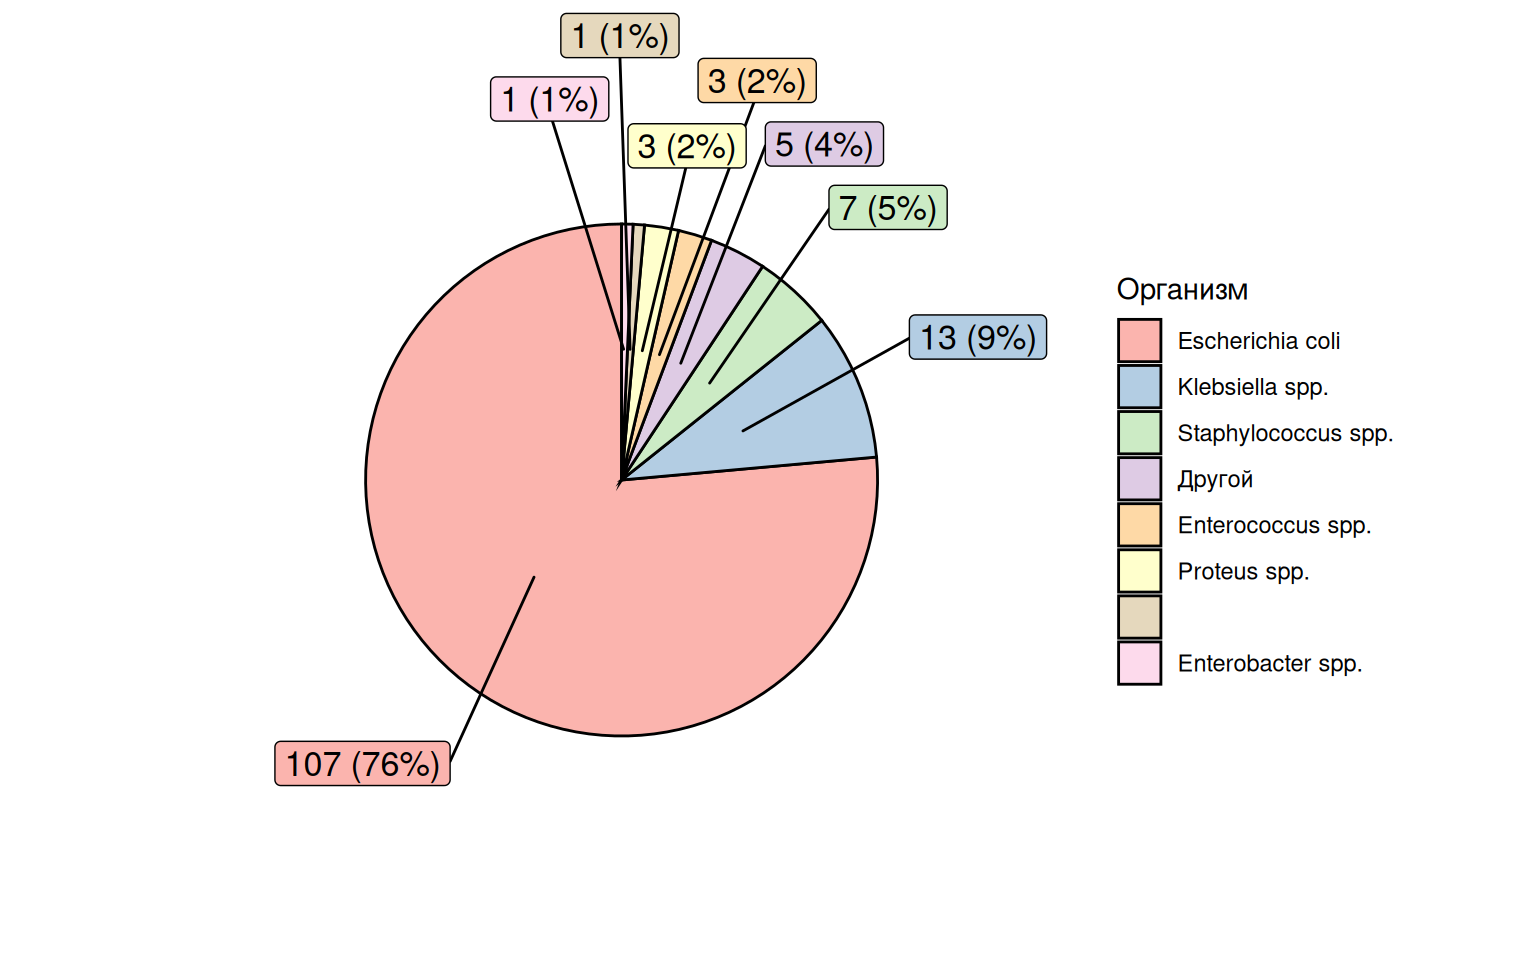 1 (1%)
3 (2%)
1 (1%)
3 (2%)
5 (4%)
7 (5%)
13 (9%)
107 (76%)
Организм
Escherichia coli
Klebsiella spp.
Staphylococcus spp.
Другой
Enterococcus spp.
Proteus spp.
Enterobacter spp.